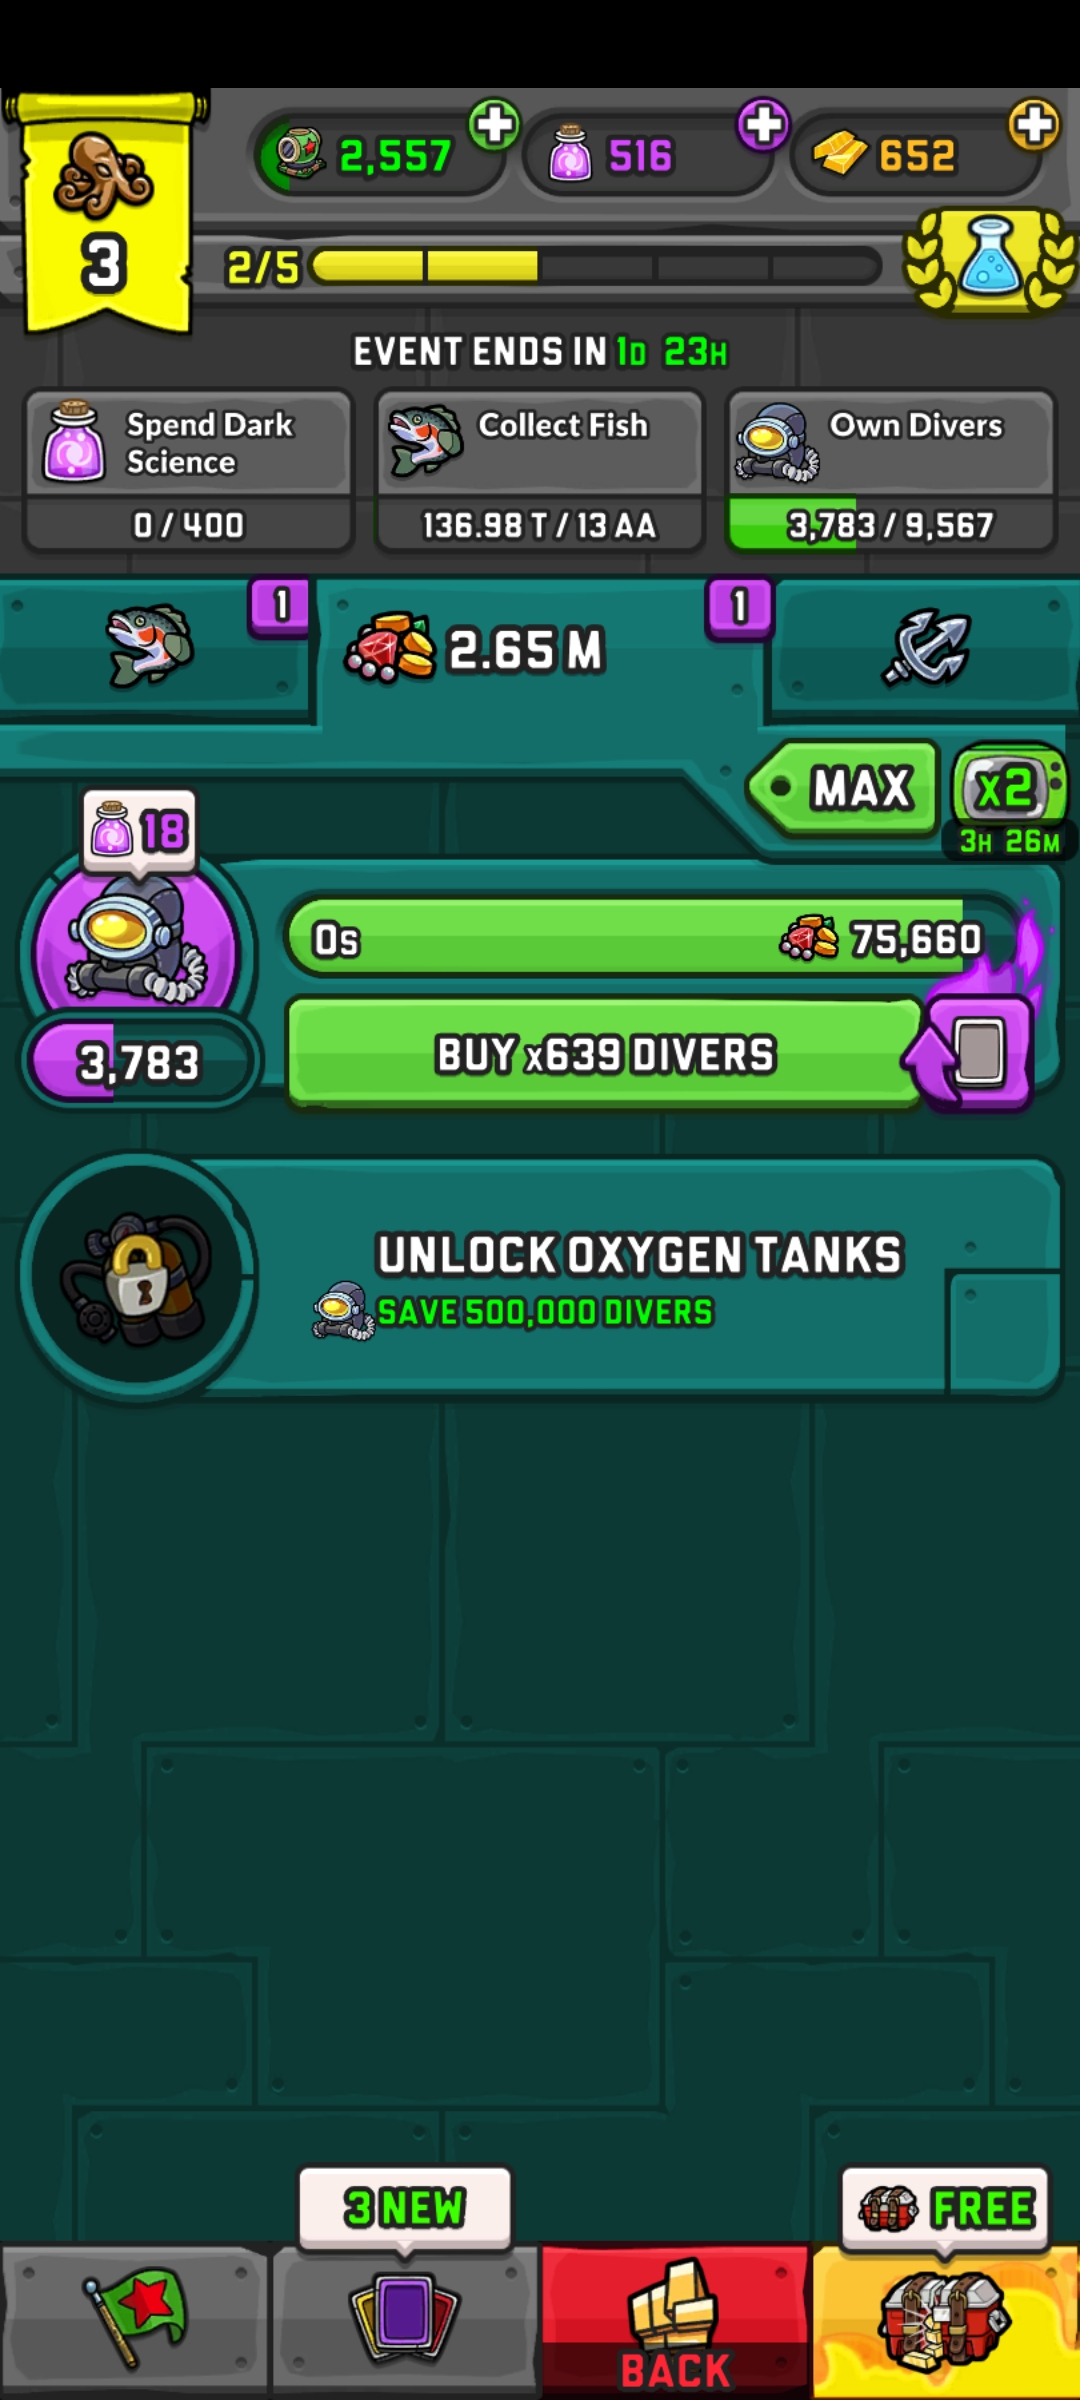 2,557
516
652
3
2/5
EVENT ENDS IN 1D 23H
Spend Dark Science
0 / 400
Collect Fish
136.98 T / 13 AA
Own Divers
3,783 / 9,567
1
2.65 M
1
MAX
x2
3H 26M
18
0s
75,660
3,783
BUY x639 DIVERS
UNLOCK OXYGEN TANKS
SAVE 500,000 DIVERS
3 NEW
FREE
BACK